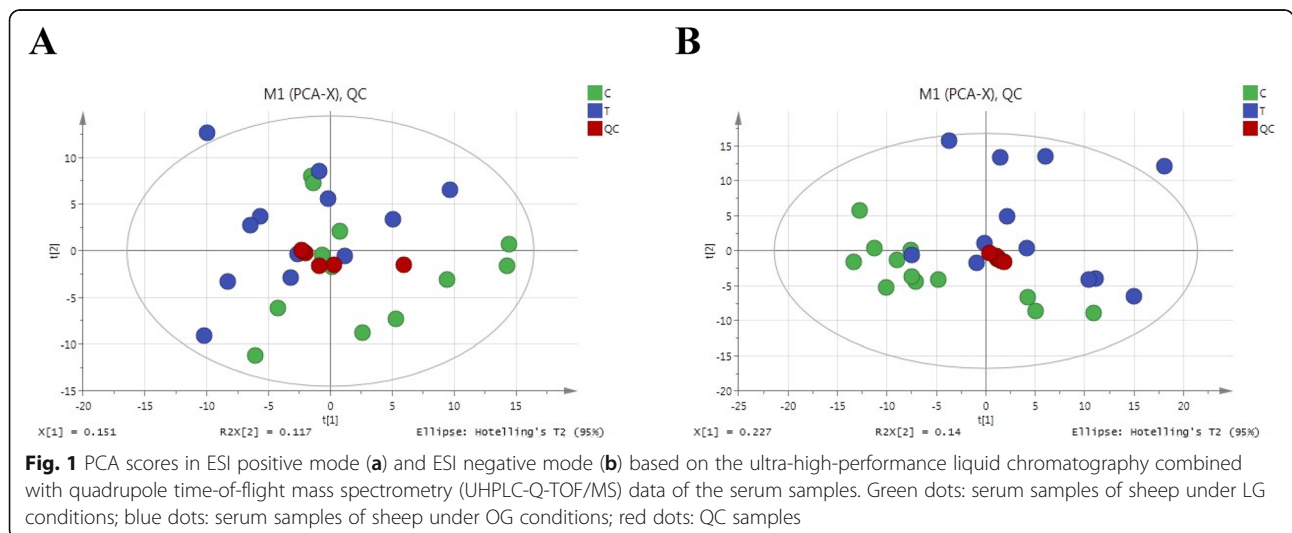 A
B
M1 (PCA-X), QC
C
T
QC
10
5
0
-5
-10
-15
t[2]
-20
-15
-10
-5
0
5
10
15
t[1]
X[1] = 0.151
R2X[2] = 0.117
Ellipse: Hotelling's T2 (95%)
M1 (PCA-X), QC
C
T
QC
15
10
5
0
-5
-10
-15
-20
t[2]
-25
-20
-15
-10
-5
0
5
10
15
20
t[1]
X[1] = 0.227
R2X[2] = 0.14
Ellipse: Hotelling's T2 (95%)
Fig. 1 PCA scores in ESI positive mode (a) and ESI negative mode (b) based on the ultra-high-performance liquid chromatography combined
with quadrupole time-of-flight mass spectrometry (UHPLC-Q-TOF/MS) data of the serum samples. Green dots: serum samples of sheep under LG
conditions; blue dots: serum samples of sheep under OG conditions; red dots: QC samples